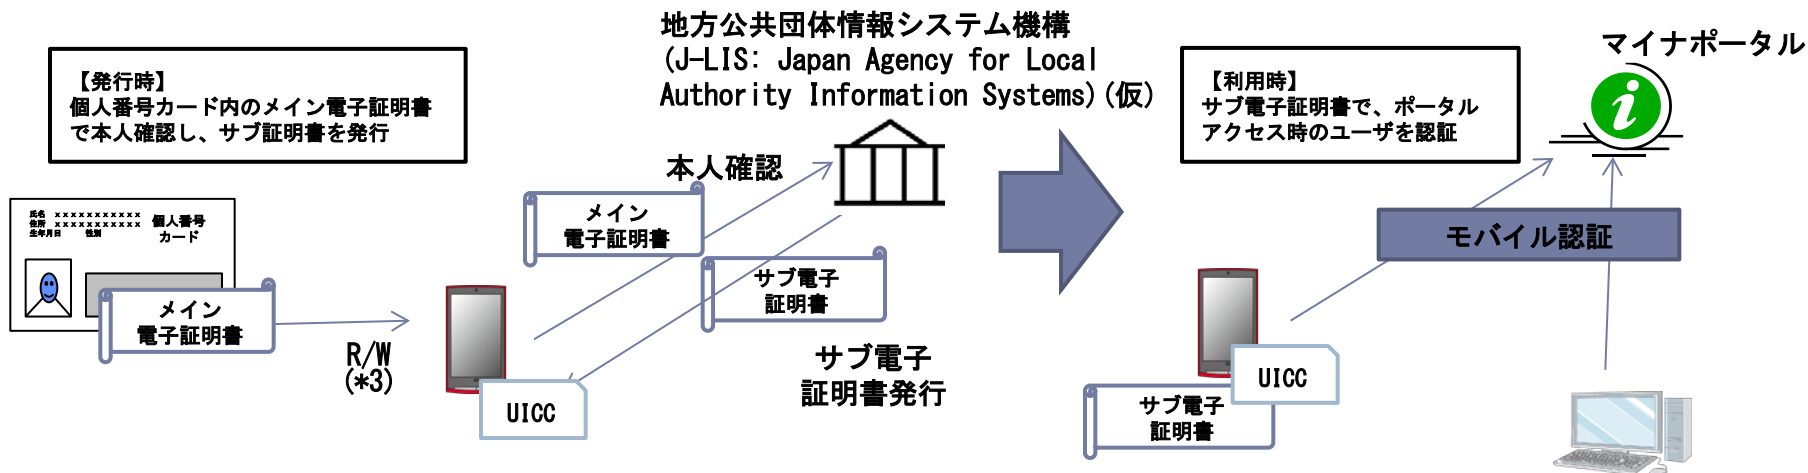 地方公共団体情報システム機構
(J-LIS: Japan Agency for Local
Authority Information Systems)(仮)
【発行時】
個人番号カード内のメイン電子証明書
で本人確認し、サブ証明書を発行
【利用時】
サブ電子証明書で、ポータル
アクセス時のユーザを認証
マイナポータル
本人確認
メイン
電子証明書
サブ電子
証明書
氏名 xxxxxxxxxxx
住所 xxxxxxxxxxx
生年月日 性別
個人番号
カード
メイン
電子証明書
R/W
(*3)
UICC
サブ電子
証明書発行
モバイル認証
UICC
サブ電子
証明書